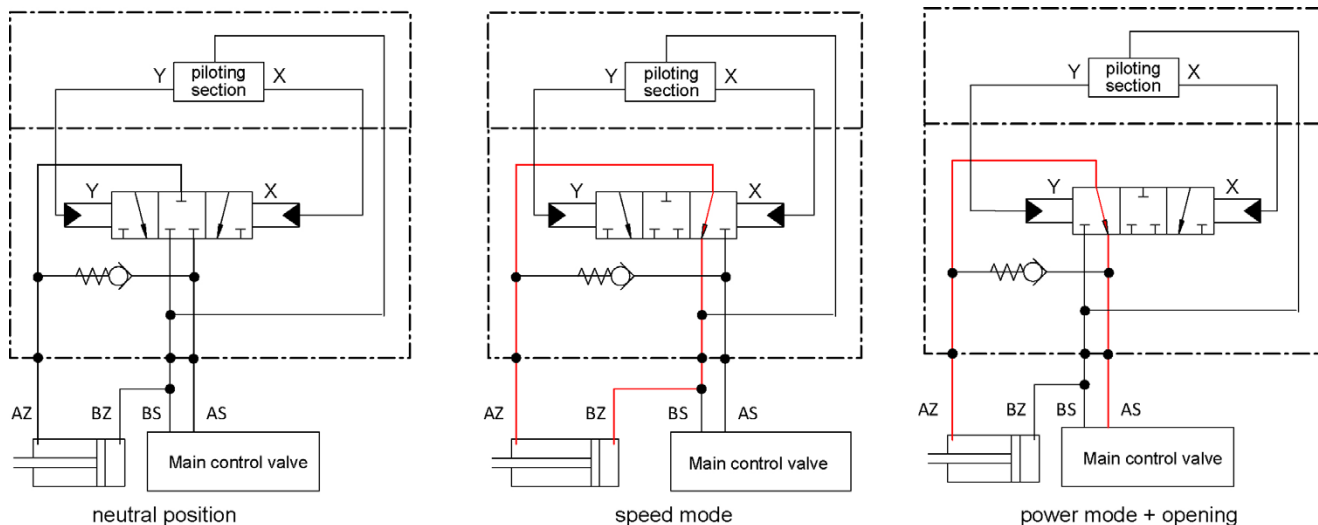 Y piloting section X
Y X
AZ BZ BS AS
Main control valve
neutral position
Y piloting section X
Y X
AZ BZ BS AS
Main control valve
speed mode
Y piloting section X
Y X
AZ BZ BS AS
Main control valve
power mode + opening